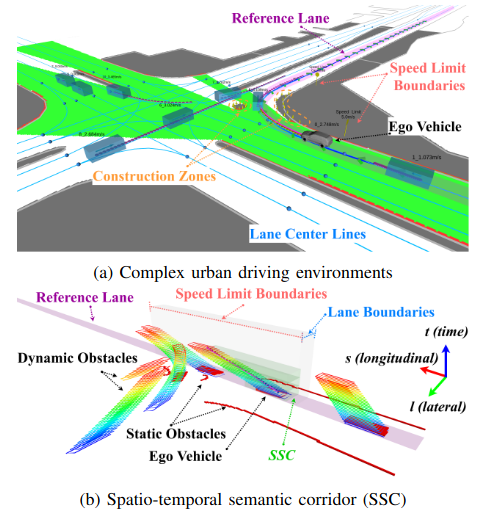 Reference Lane
Speed Limit
Boundaries
Speed Limit
Ego Vehicle
Construction Zones
Lane Center Lines
(a) Complex urban driving environments
Reference Lane
Speed Limit Boundaries
Lane Boundaries
t (time)
s (longitudinal)
l (lateral)
Dynamic Obstacles
Static Obstacles
Ego Vehicle
SSC
(b) Spatio-temporal semantic corridor (SSC)